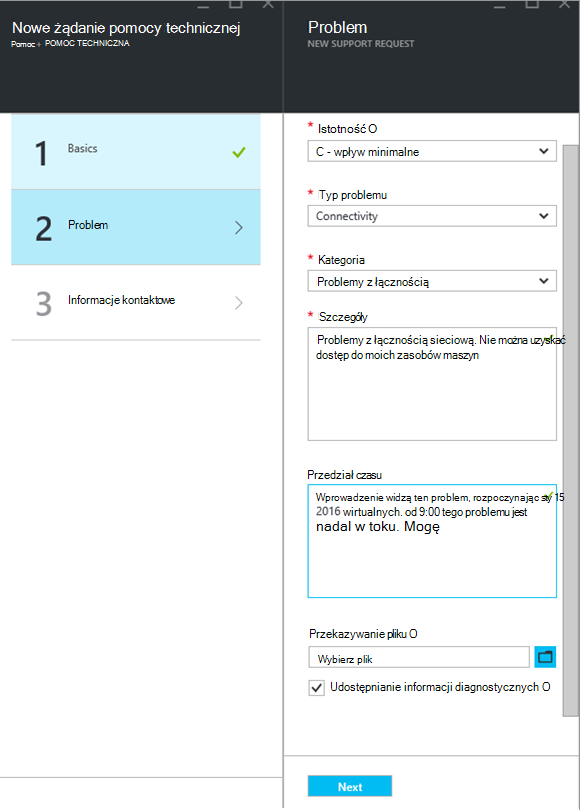 Nowe żądanie pomocy technicznej
Pomoc + POMOC TECHNICZNA
1 Basics
2 Problem
3 Informacje kontaktowe
Problem
NEW SUPPORT REQUEST
* Istotność O
C - wpływ minimalne
* Typ problemu
Connectivity
* Kategoria
Problemy z łącznością
* Szczegóły
Problemy z łącznością sieciową. Nie można uzyskać
dostęp do moich zasobów maszyn
Przedział czasu
Wprowadzenie widzą ten problem, rozpoczynając sty 15
2016 wirtualnych. od 9:00 tego problemu jest
nadal w toku. Mogę
Przekazywanie pliku O
Wybierz plik
Udostępnianie informacji diagnostycznych O
Next